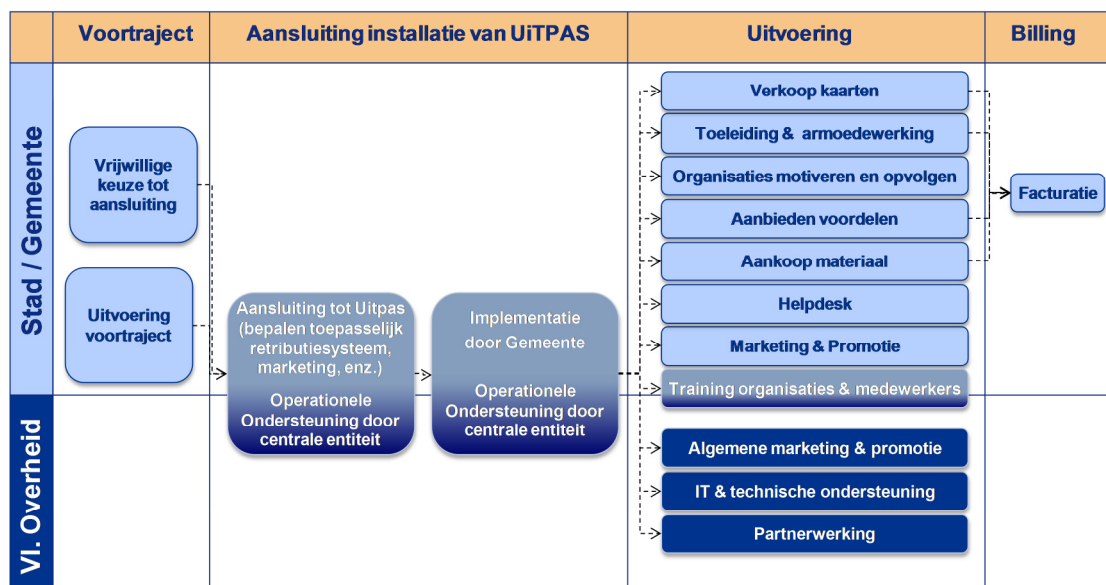 Voortraject
Aansluiting installatie van UiTPAS
Uitvoering
Billing
Stad / Gemeente
Vrijwillige
keuze tot
aansluiting
Uitvoering
voortraject
Aansluiting tot Uitpas
(bepalen toepasselijk
retributiesysteem,
marketing, enz.)
Operationele
Ondersteuning door
centrale entiteit
Implementatie
door Gemeente
Operationele
Ondersteuning door
centrale entiteit
Verkoop kaarten
Toeleiding & armoedewerking
Organisaties motiveren en opvolgen
Aanbieden voordelen
Aankoop materiaal
Helpdesk
Marketing & Promotie
Training organisaties & medewerkers
Facturatie
Vl. Overheid
Algemene marketing & promotie
IT & technische ondersteuning
Partnerwerking